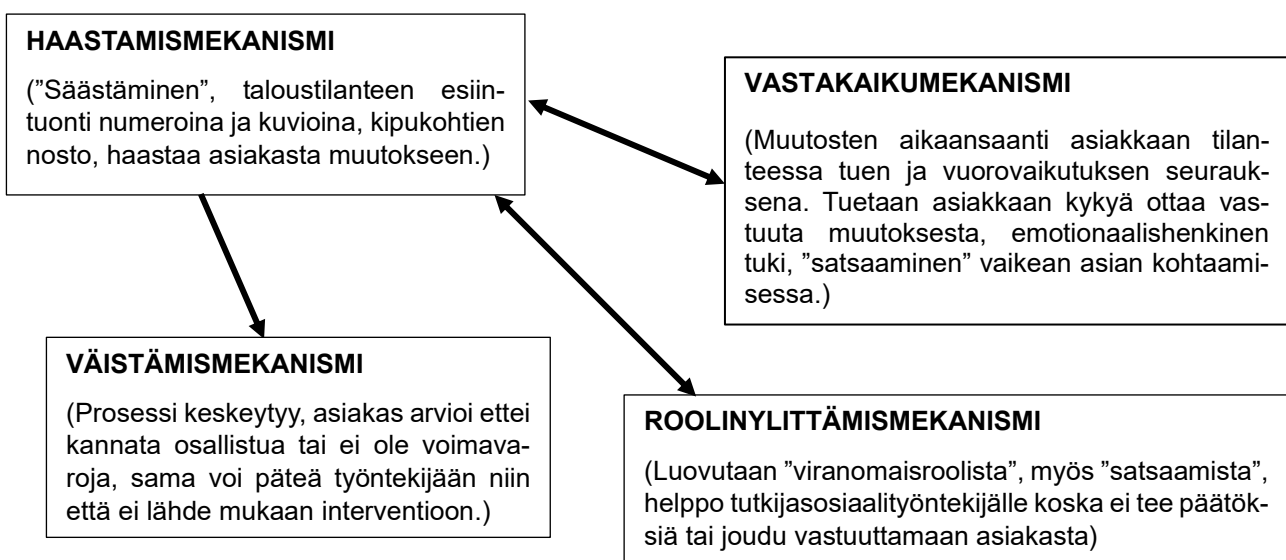 HAASTAMISMEKANISMI
("Säästäminen", taloustilanteen esiin-
tuonti numeroina ja kuvioina, kipukohtien
nosto, haastaa asiakasta muutokseen.)
VASTAKAIKUMEKANISMI
(Muutosten aikaansaanti asiakkaan tilan-
teessa tuen ja vuorovaikutuksen seurauk-
sena. Tuetaan asiakkaan kykyä ottaa vas-
tuuta muutoksesta, emotionaalishenkinen
tuki, ”satsaaminen” vaikean asian kohtaami-
sessa.)
VÄISTÄMISMEKANISMI
(Prosessi keskeytyy, asiakas arvioi ettei
kannata osallistua tai ei ole voimava-
roja, sama voi päteä työntekijään niin
että ei lähde mukaan interventioon.)
ROOLINYLITTÄMISMEKANISMI
(Luovutaan ”viranomaisroolista”, myös ”satsaamista”,
helppo tutkijasosiaalityöntekijälle koska ei tee päätök-
siä tai joudu vastuuttamaan asiakasta)